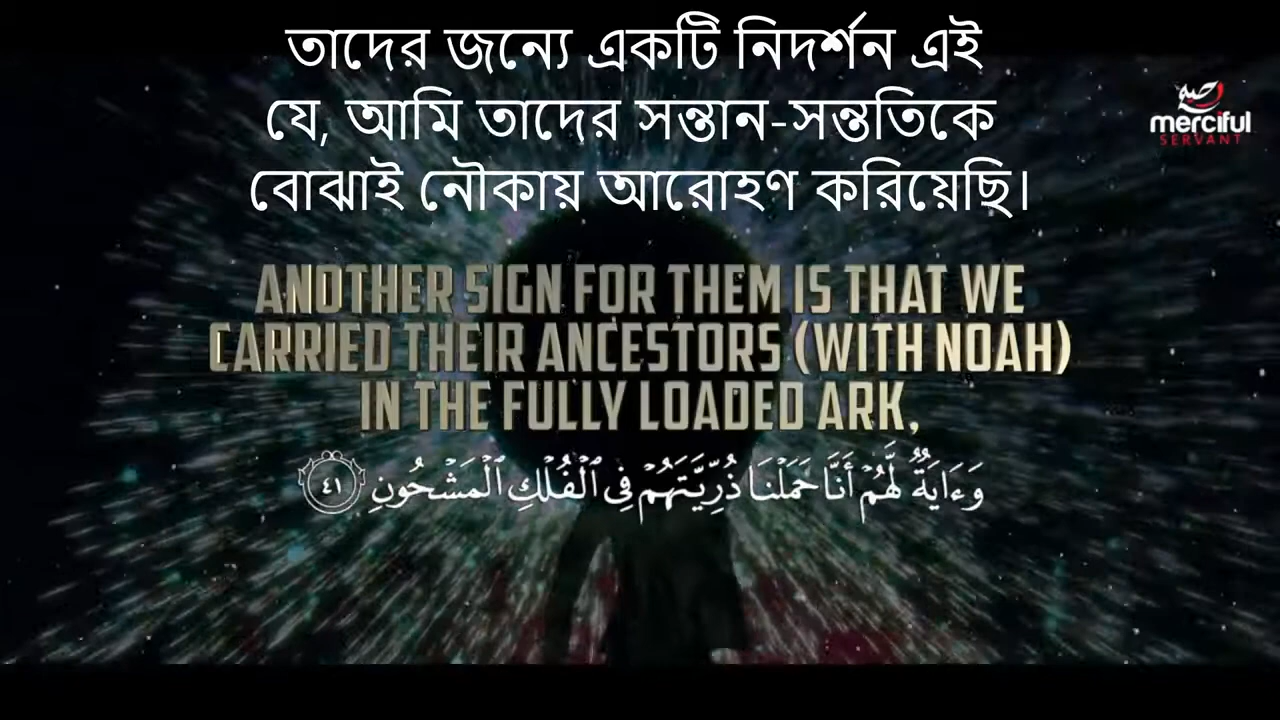 তাদের জন্যে একটি নিদর্শন এই
যে, আমি তাদের সন্তান-সন্ততিকে
বোঝাই নৌকায় আরোহণ করিয়েছি।
merciful
SERVANT
ANOTHER SIGN FOR THEM IS THAT WE
CARRIED THEIR ANCESTORS (WITH NOAH)
IN THE FULLY LOADED ARK,
وَءَايَةٌ لَّهُمْ أَنَّا حَمَلْنَا ذُرِّيَّتَهُمْ فِى ٱلْفُلْكِ ٱلْمَشْحُونِ ٤١